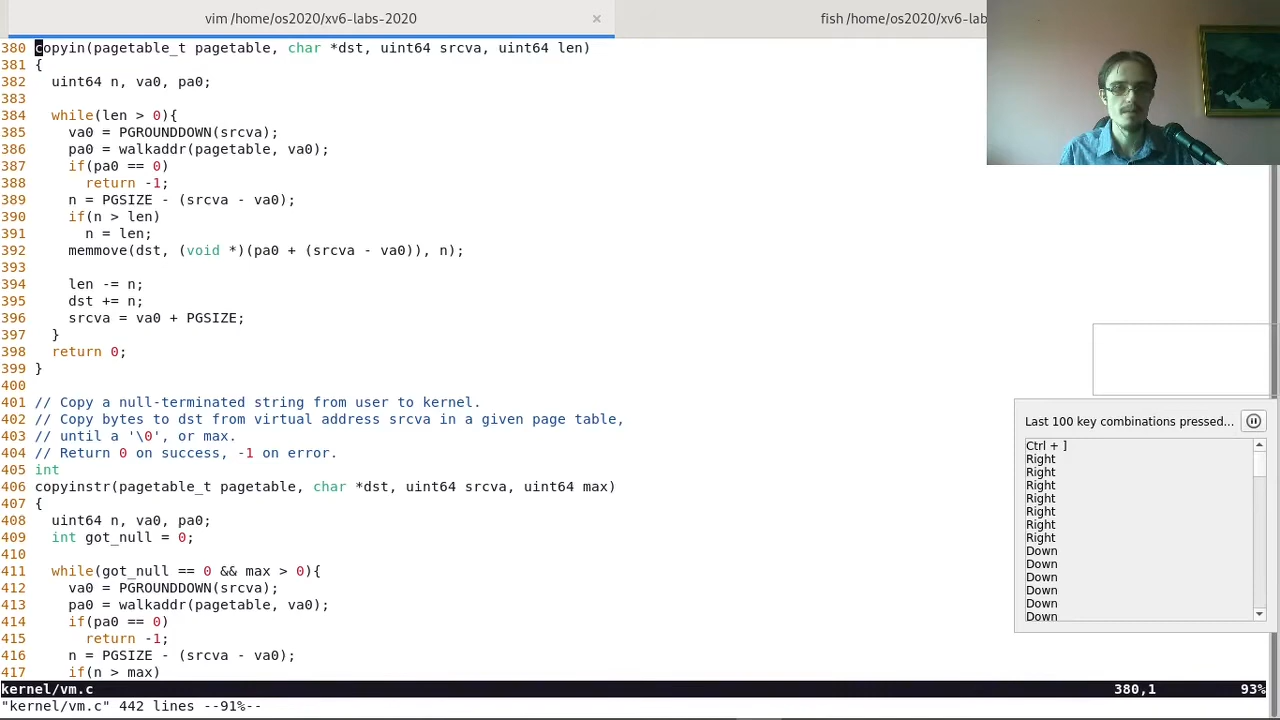 vim /home/os2020/xv6-labs-2020 × fish /home/os2020/xv6-lab
380 copyin(pagetable_t pagetable, char *dst, uint64 srcva, uint64 len)
381 {
382   uint64 n, va0, pa0;
383
384   while(len > 0){
385     va0 = PGROUNDDOWN(srcva);
386     pa0 = walkaddr(pagetable, va0);
387     if(pa0 == 0)
388       return -1;
389     n = PGSIZE - (srcva - va0);
390     if(n > len)
391       n = len;
392     memmove(dst, (void *)(pa0 + (srcva - va0)), n);
393
394     len -= n;
395     dst += n;
396     srcva = va0 + PGSIZE;
397   }
398   return 0;
399 }
400
401 // Copy a null-terminated string from user to kernel.
402 // Copy bytes to dst from virtual address srcva in a given page table,
403 // until a '\0', or max.
404 // Return 0 on success, -1 on error.
405 int
406 copyinstr(pagetable_t pagetable, char *dst, uint64 srcva, uint64 max)
407 {
408   uint64 n, va0, pa0;
409   int got_null = 0;
410
411   while(got_null == 0 && max > 0){
412     va0 = PGROUNDDOWN(srcva);
413     pa0 = walkaddr(pagetable, va0);
414     if(pa0 == 0)
415       return -1;
416     n = PGSIZE - (srcva - va0);
417     if(n > max)
kernel/vm.c 380,1 93%
"kernel/vm.c" 442 lines --91%--
Last 100 key combinations pressed...
Ctrl + ]
Right
Right
Right
Right
Right
Right
Right
Down
Down
Down
Down
Down
Down